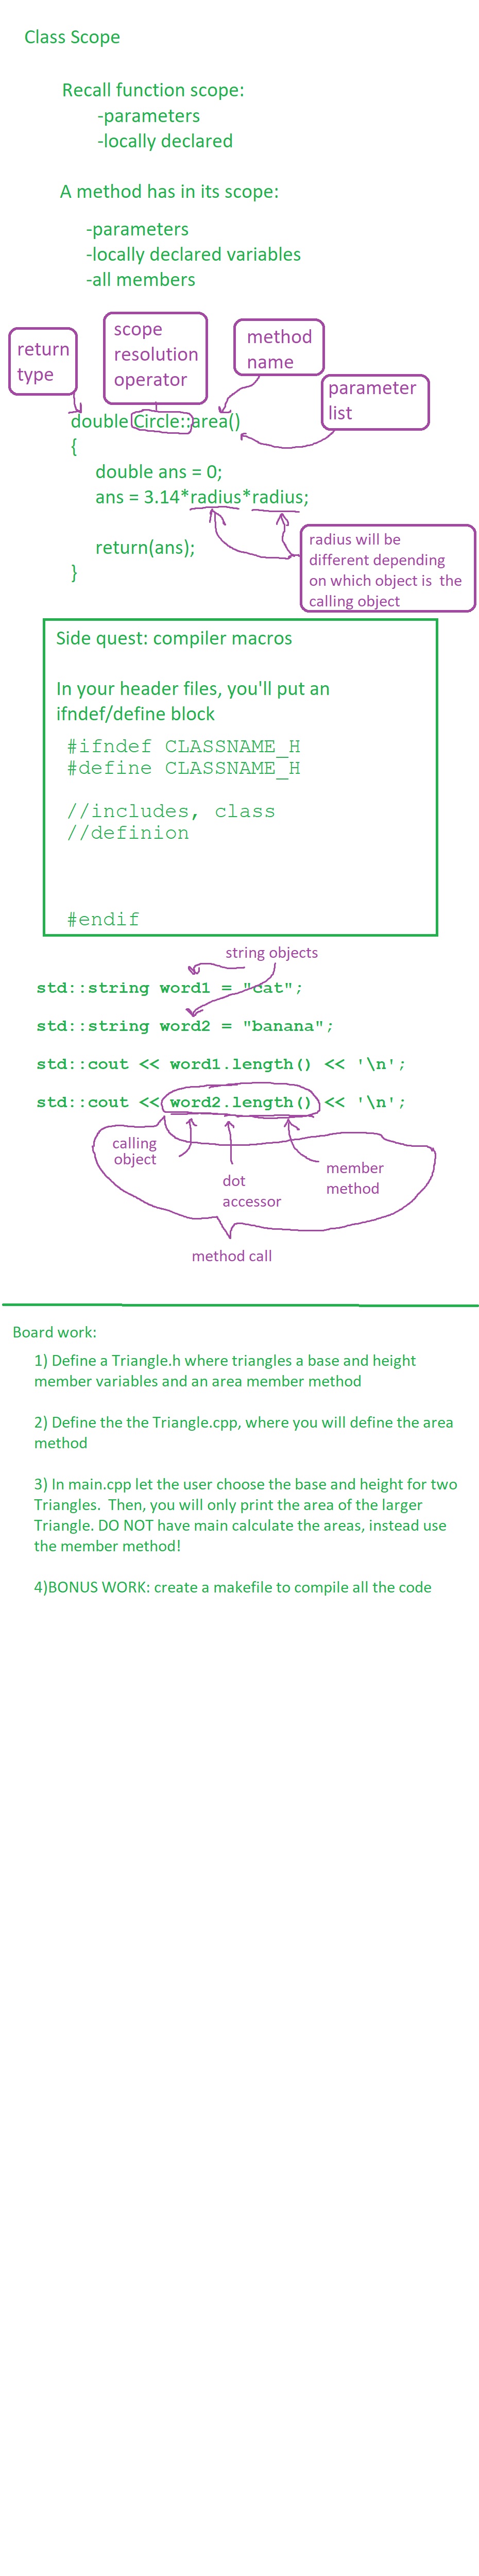 Class Scope
Recall function scope:
-parameters
-locally declared
A method has in its scope:
-parameters
-locally declared variables
-all members
return
type
scope
resolution
operator
method
name
parameter
list
double Circle::area()
{
double ans = 0;
ans = 3.14*radius*radius;
return(ans);
}
radius will be
different depending
on which object is the
calling object
Side quest: compiler macros
In your header files, you'll put an
ifndef/define block
#ifndef CLASSNAME_H
#define CLASSNAME_H
//includes, class
//definion
#endif
string objects
std::string word1 = "cat";
std::string word2 = "banana";
std::cout << word1.length() << '\n';
std::cout << word2.length() << '\n';
calling
object
dot
accessor
member
method
method call
Board work:
1) Define a Triangle.h where triangles a base and height
member variables and an area member method
2) Define the the Triangle.cpp, where you will define the area
method
3) In main.cpp let the user choose the base and height for two
Triangles. Then, you will only print the area of the larger
Triangle. DO NOT have main calculate the areas, instead use
the member method!
4)BONUS WORK: create a makefile to compile all the code